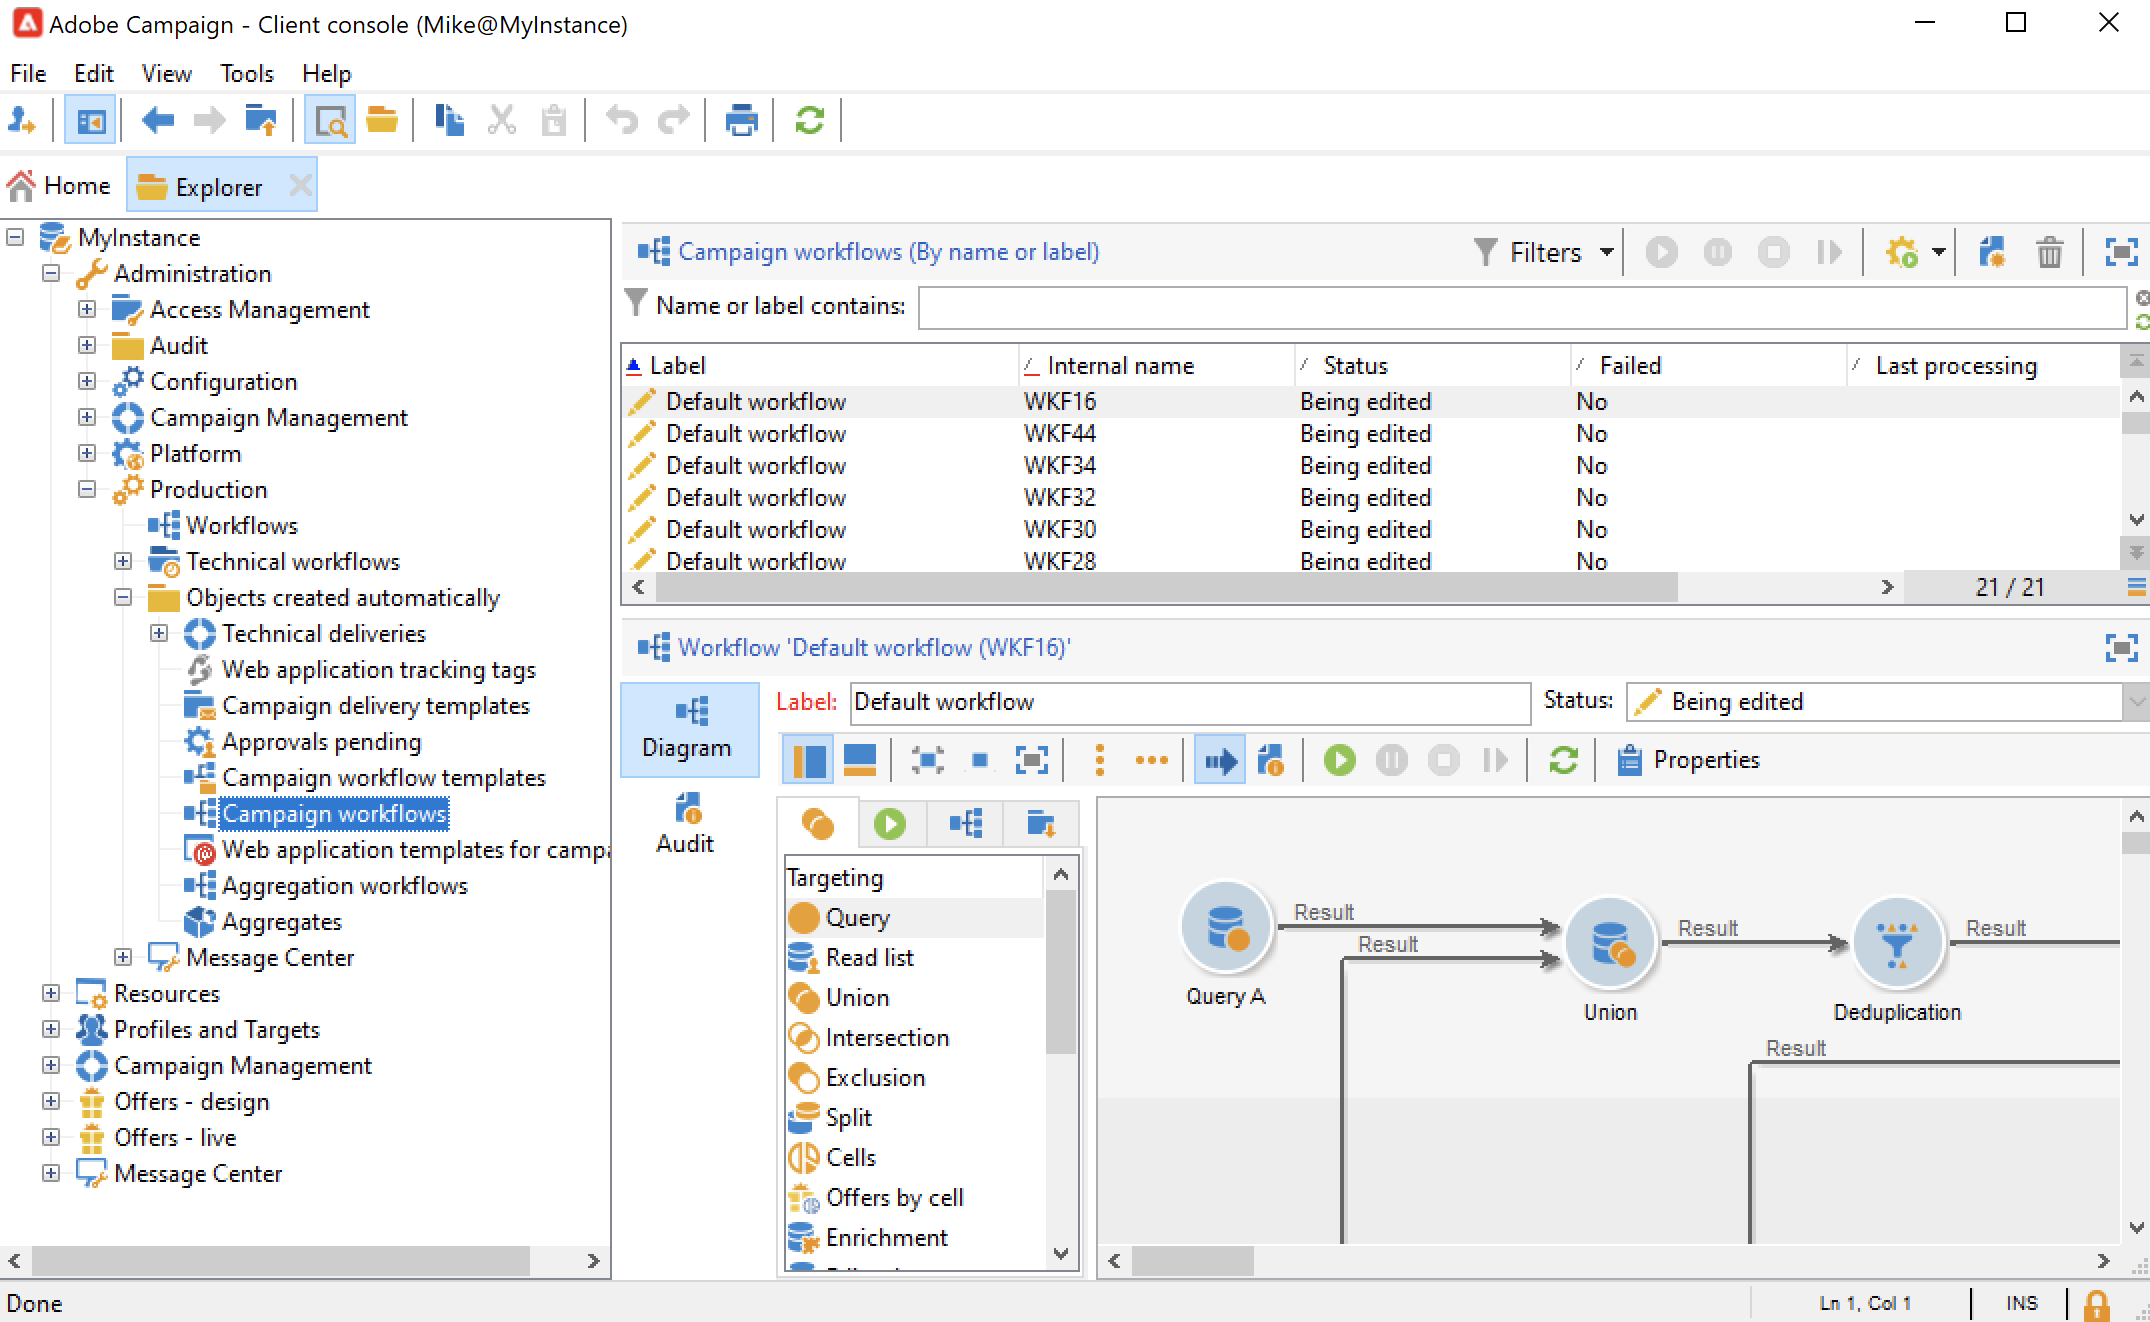 Adobe Campaign - Client console (Mike@MyInstance)
File Edit View Tools Help
Home Explorer
MyInstance
Administration
Access Management
Audit
Configuration
Campaign Management
Platform
Production
Workflows
Technical workflows
Objects created automatically
Technical deliveries
Web application tracking tags
Campaign delivery templates
Approvals pending
Campaign workflow templates
Campaign workflows
Web application templates for camp
Aggregation workflows
Aggregates
Message Center
Resources
Profiles and Targets
Campaign Management
Offers - design
Offers - live
Message Center
Campaign workflows (By name or label) Filters
Name or label contains:
Label Internal name Status Failed Last processing
Default workflow WKF16 Being edited No
Default workflow WKF44 Being edited No
Default workflow WKF34 Being edited No
Default workflow WKF32 Being edited No
Default workflow WKF30 Being edited No
Default workflow WKF28 Being edited No
21 / 21
Workflow 'Default workflow (WKF16)'
Diagram
Audit
Label: Default workflow Status: Being edited
Properties
Targeting
Query
Read list
Union
Intersection
Exclusion
Split
Cells
Offers by cell
Enrichment
Result
Result
Result
Result
Query A
Union
Deduplication
Result
Done Ln 1, Col 1 INS